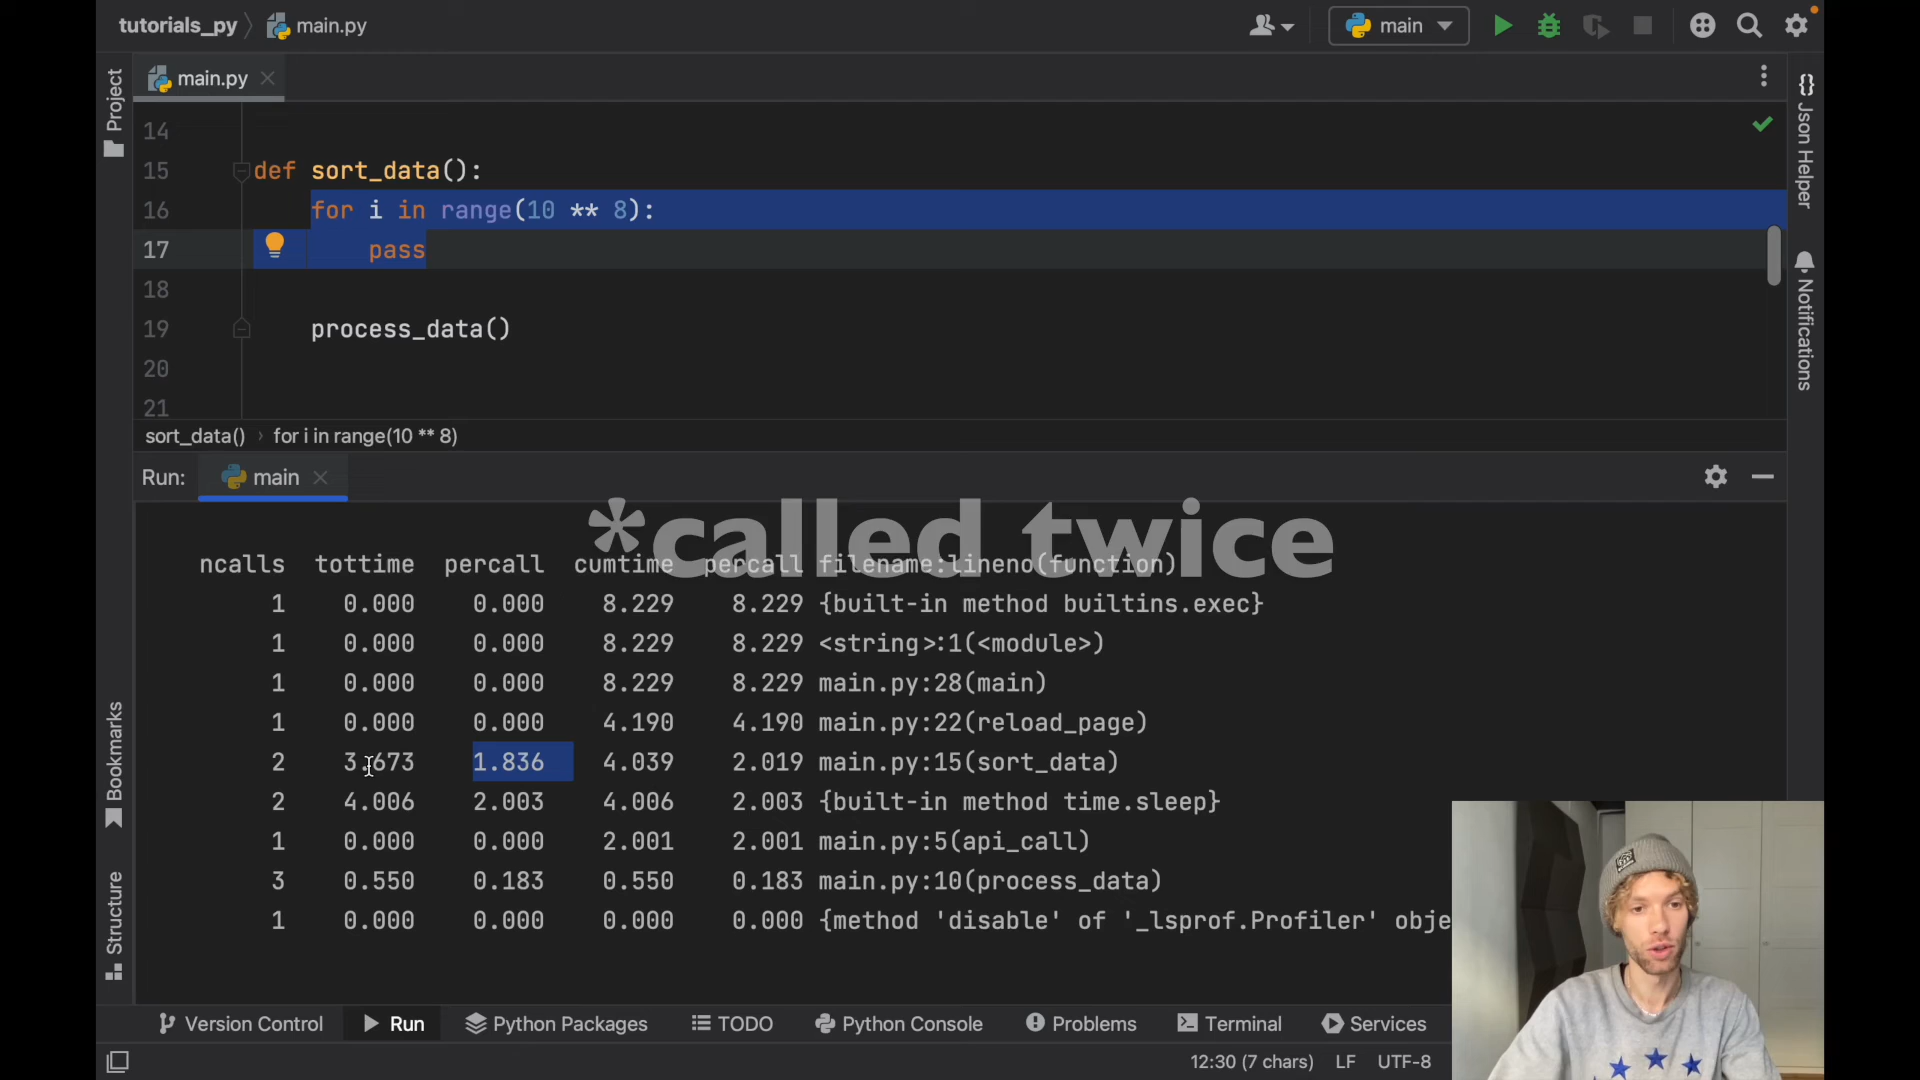 tutorials_py main.py
main
main.py
Project
Json Helper
Notifications
14
15 def sort_data():
16 for i in range(10 ** 8):
17 pass
18
19 process_data()
20
21
sort_data() › for i in range(10 ** 8)
Run: main
*called twice
ncalls tottime percall cumtime percall filename:lineno(function)
1 0.000 0.000 8.229 8.229 {built-in method builtins.exec}
1 0.000 0.000 8.229 8.229 <string>:1(<module>)
1 0.000 0.000 8.229 8.229 main.py:28(main)
1 0.000 0.000 4.190 4.190 main.py:22(reload_page)
2 3.673 1.836 4.039 2.019 main.py:15(sort_data)
2 4.006 2.003 4.006 2.003 {built-in method time.sleep}
1 0.000 0.000 2.001 2.001 main.py:5(api_call)
3 0.550 0.183 0.550 0.183 main.py:10(process_data)
1 0.000 0.000 0.000 0.000 {method 'disable' of '_lsprof.Profiler' obje
Bookmarks
Structure
Version Control Run Python Packages TODO Python Console Problems Terminal Services
12:30 (7 chars) LF UTF-8